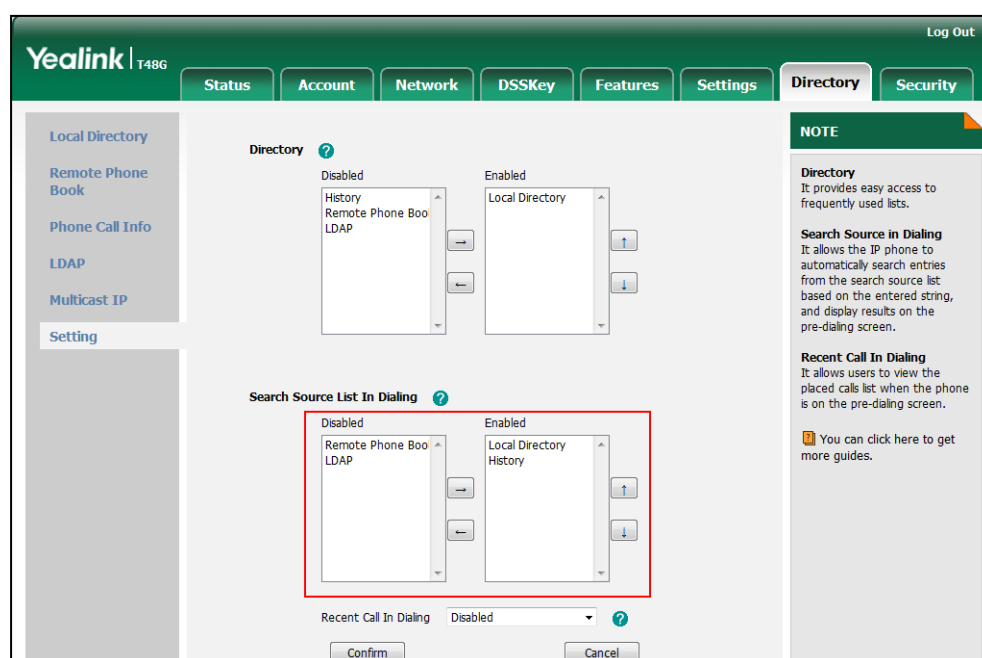 Log Out
Yealink T48G
Status Account Network DSSKey Features Settings Directory Security
Local Directory
Remote Phone
Book
Phone Call Info
LDAP
Multicast IP
Setting
Directory ?
Disabled Enabled
History Local Directory
Remote Phone Boo
LDAP
→ ↑
← ↓
Search Source List In Dialing ?
Disabled Enabled
Remote Phone Boo Local Directory
LDAP History
→ ↑
← ↓
Recent Call In Dialing Disabled ?
Confirm Cancel
NOTE
Directory
It provides easy access to
frequently used lists.
Search Source in Dialing
It allows the IP phone to
automatically search entries
from the search source list
based on the entered string,
and display results on the
pre-dialing screen.
Recent Call In Dialing
It allows users to view the
placed calls list when the phone
is on the pre-dialing screen.
You can click here to get
more guides.